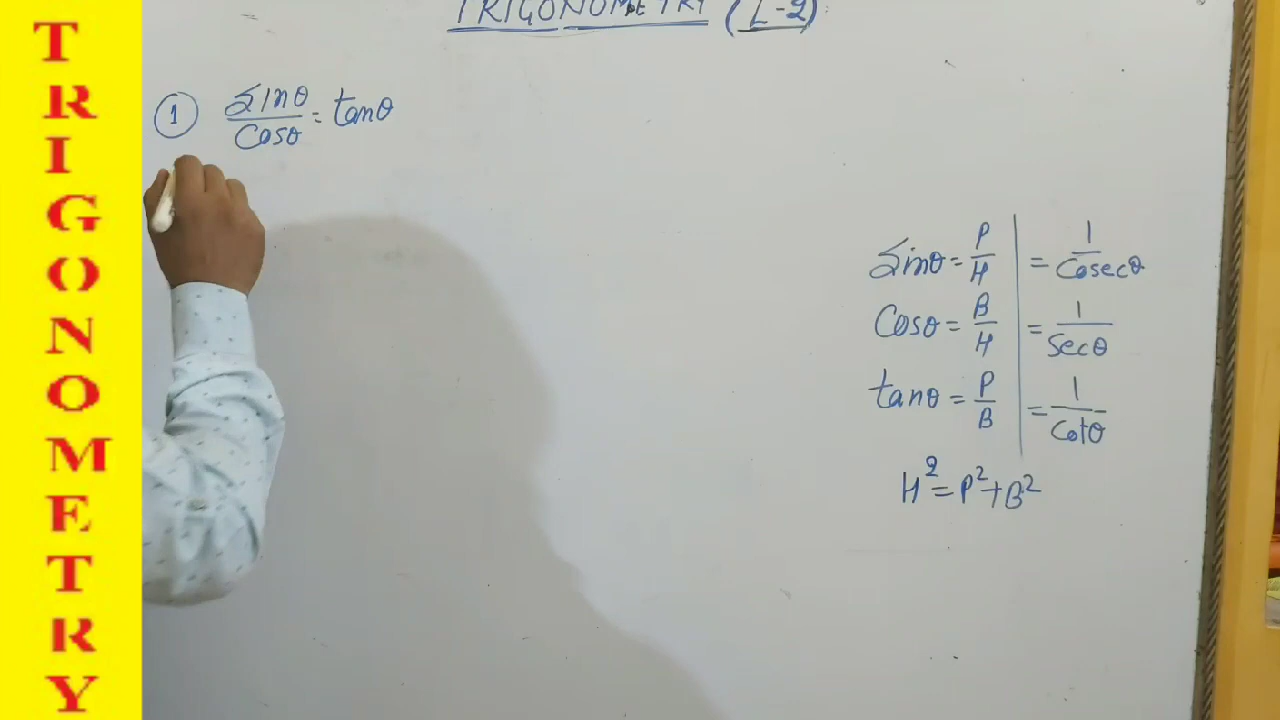 TRIGONOMETRY
TRIGONOMETRY (L-2)
1 Sinθ/Cosθ = tanθ
Sinθ = P/H = 1/Cosecθ
Cosθ = B/H = 1/Secθ
tanθ = P/B = 1/Cotθ
H² = P² + B²